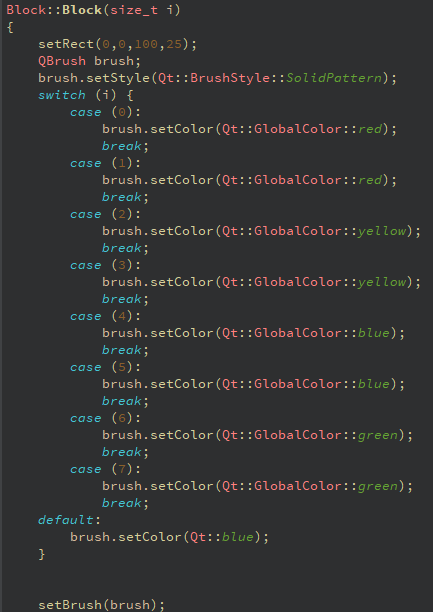 Block::Block(size_t i)
{
    setRect(0,0,100,25);
    QBrush brush;
    brush.setStyle(Qt::BrushStyle::SolidPattern);
    switch (i) {
        case (0):
            brush.setColor(Qt::GlobalColor::red);
            break;
        case (1):
            brush.setColor(Qt::GlobalColor::red);
            break;
        case (2):
            brush.setColor(Qt::GlobalColor::yellow);
            break;
        case (3):
            brush.setColor(Qt::GlobalColor::yellow);
            break;
        case (4):
            brush.setColor(Qt::GlobalColor::blue);
            break;
        case (5):
            brush.setColor(Qt::GlobalColor::blue);
            break;
        case (6):
            brush.setColor(Qt::GlobalColor::green);
            break;
        case (7):
            brush.setColor(Qt::GlobalColor::green);
            break;
    default:
        brush.setColor(Qt::blue);
    }
    setBrush(brush);